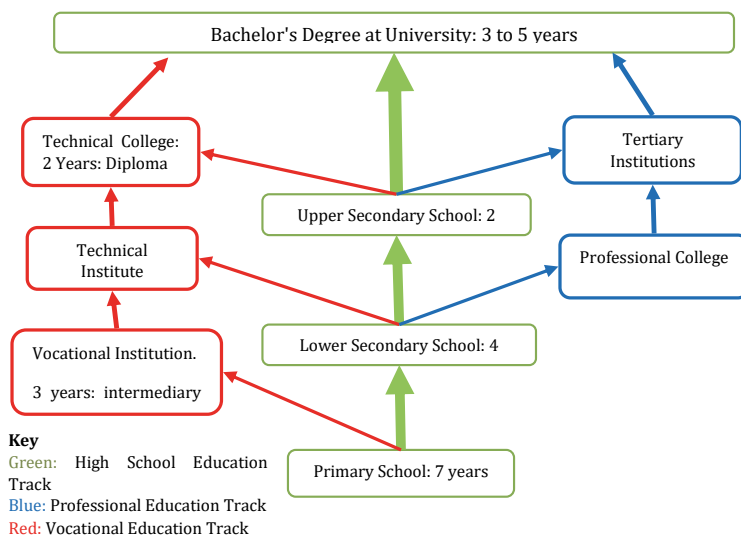 Bachelor's Degree at University: 3 to 5 years
Technical College:
2 Years: Diploma
Tertiary
Institutions
Upper Secondary School: 2
Technical
Institute
Professional College
Vocational Institution.
3 years: intermediary
Lower Secondary School: 4
Primary School: 7 years
Key
Green: High School Education
Track
Blue: Professional Education Track
Red: Vocational Education Track